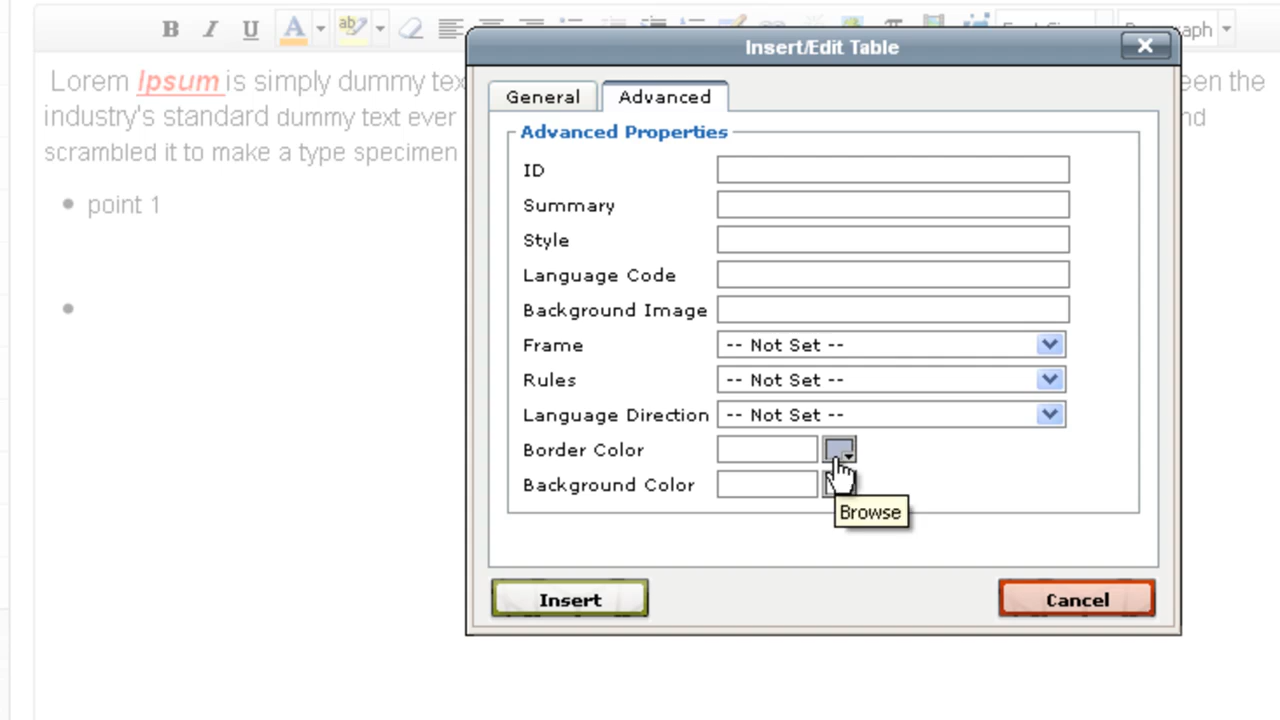 B I U A ab
agraph
Insert/Edit Table
Lorem Ipsum is simply dummy tex
een the
industry's standard dummy text ever
nd
scrambled it to make a type specimen
point 1
General
Advanced
Advanced Properties
ID
Summary
Style
Language Code
Background Image
Frame -- Not Set --
Rules -- Not Set --
Language Direction -- Not Set --
Border Color
Background Color
Browse
Insert
Cancel